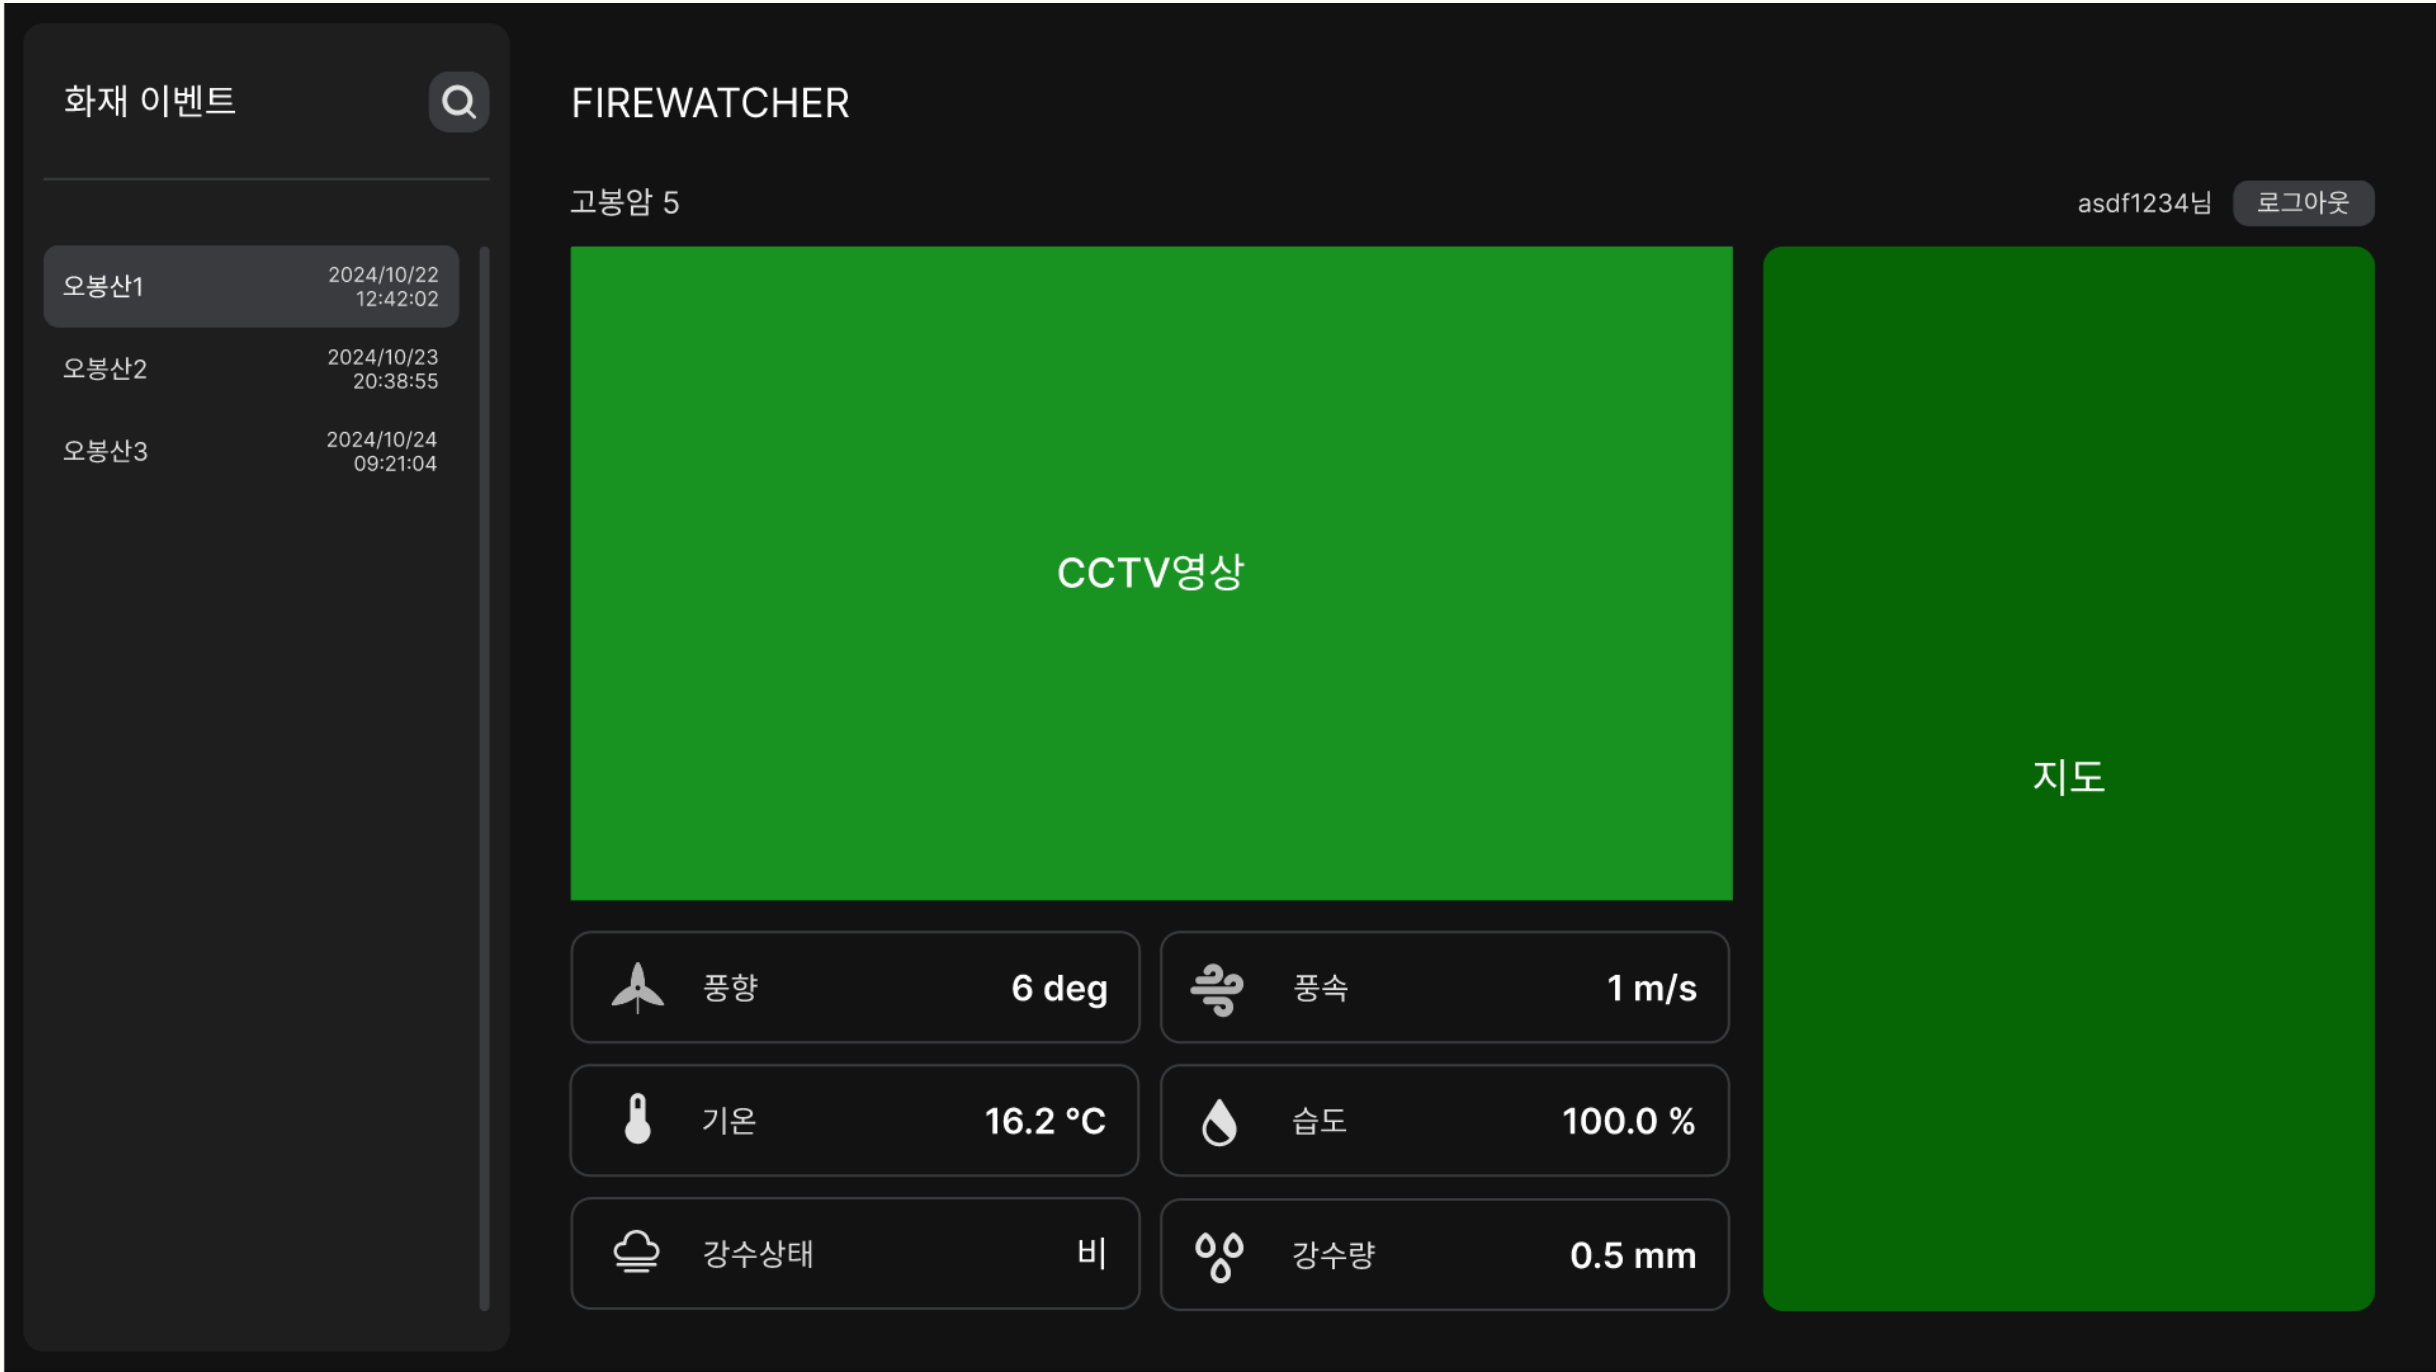 화재 이벤트
오봉산1
2024/10/22
12:42:02
오봉산2
2024/10/23
20:38:55
오봉산3
2024/10/24
09:21:04
FIREWATCHER
고봉암 5
asdf1234님
로그아웃
CCTV영상
지도
풍향
6 deg
풍속
1 m/s
기온
16.2 °C
습도
100.0 %
강수상태
비
강수량
0.5 mm